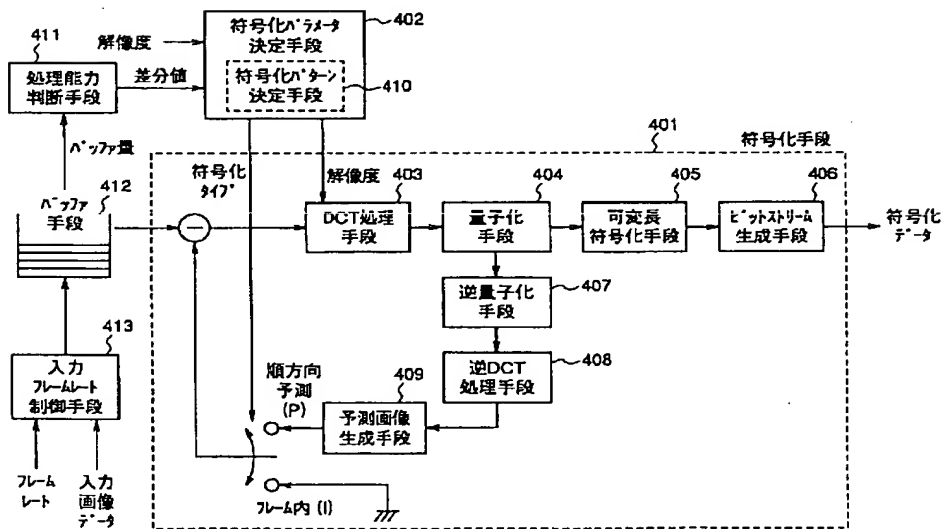 411
処理能力
判断手段
解像度
差分値
符号化パラメータ
決定手段
402
符号化パターン
決定手段
410
バッファ量
412
バッファ
手段
413
入力
フレームレート
制御手段
フレーム
レート
入力
画像
データ
401
符号化手段
符号化
タイプ
解像度
403
DCT処理
手段
404
量子化
手段
405
可変長
符号化手段
406
ビットストリーム
生成手段
符号化
データ
逆量子化
手段
407
逆DCT
処理手段
408
409
予測画像
生成手段
順方向
予測
(P)
フレーム内 (I)